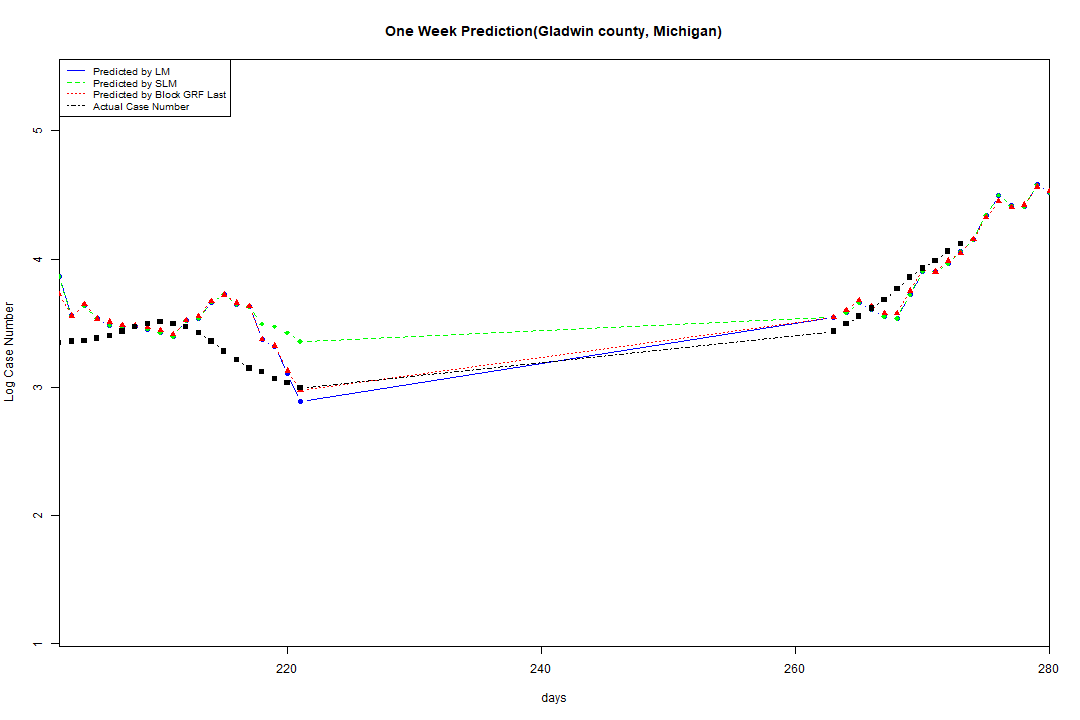 One Week Prediction(Gladwin county, Michigan)
Predicted by LM
Predicted by SLM
Predicted by Block GRF Last
Actual Case Number
5
4
3
2
1
Log Case Number
220 240 260 280
days